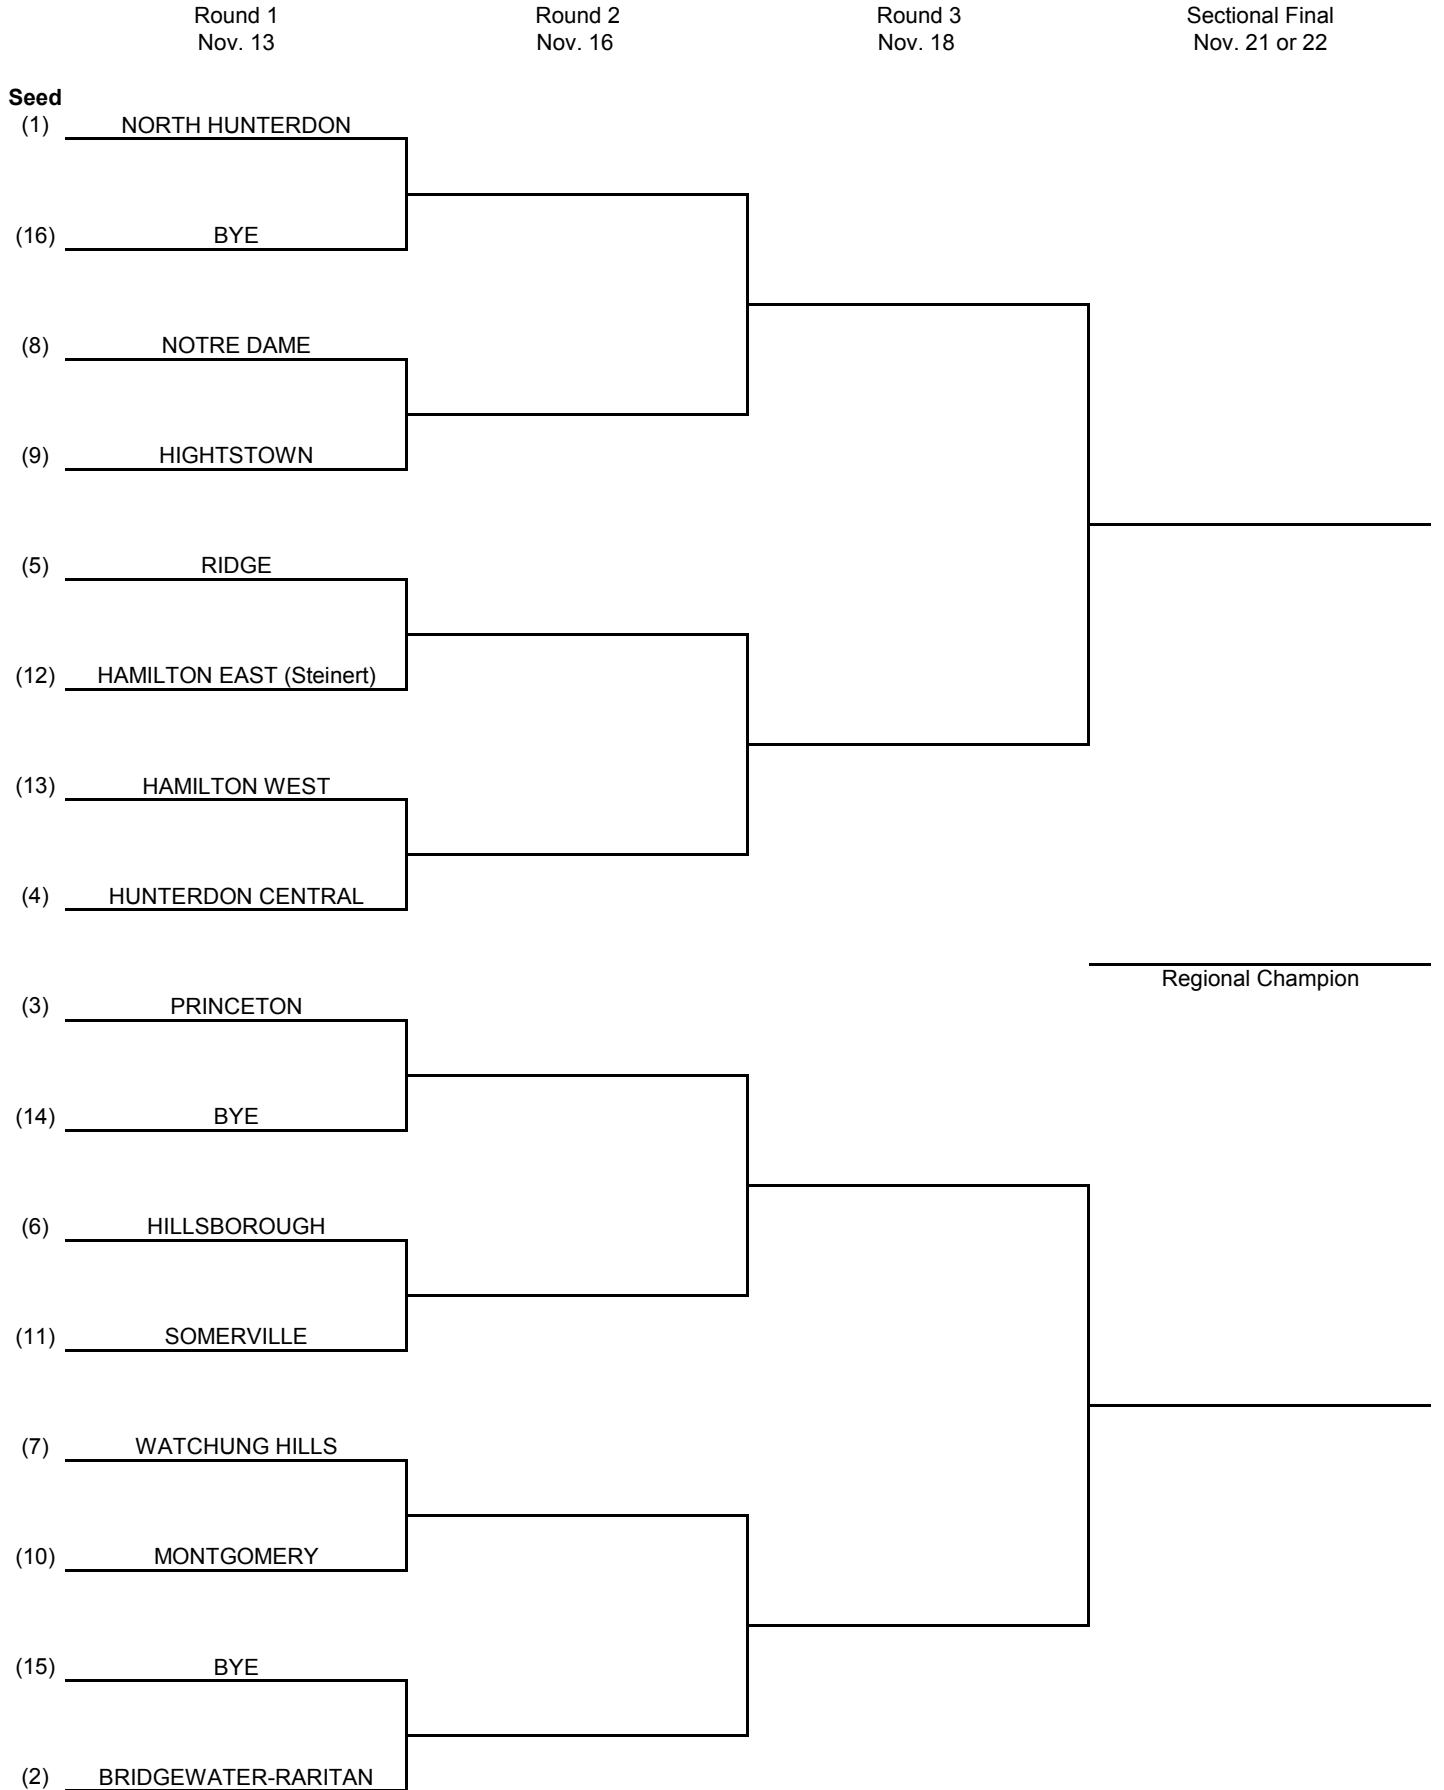 Round 1 Round 2 Round 3 Sectional Final
Nov. 13 Nov. 16 Nov. 18 Nov. 21 or 22
Seed
(1) NORTH HUNTERDON
(16) BYE
(8) NOTRE DAME
(9) HIGHTSTOWN
(5) RIDGE
(12) HAMILTON EAST (Steinert)
(13) HAMILTON WEST
(4) HUNTERDON CENTRAL
Regional Champion
(3) PRINCETON
(14) BYE
(6) HILLSBOROUGH
(11) SOMERVILLE
(7) WATCHUNG HILLS
(10) MONTGOMERY
(15) BYE
(2) BRIDGEWATER-RARITAN